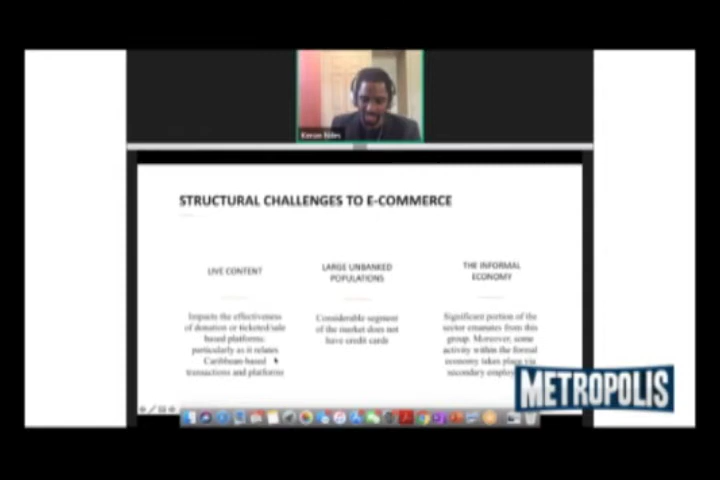 STRUCTURAL CHALLENGES TO E-COMMERCE
LIVE CONTENT
Impacts the effectiveness
of donation or ticketed/sale
based platforms:
particularly as it relates
Caribbean-based
transactions and platforms
LARGE UNBANKED
POPULATIONS
Considerable segment
of the market does not
have credit cards
THE INFORMAL
ECONOMY
Significant portion of the
sector emanates from this
group. Moreover, some
activity within the formal
economy takes place via
secondary
METROPOLIS